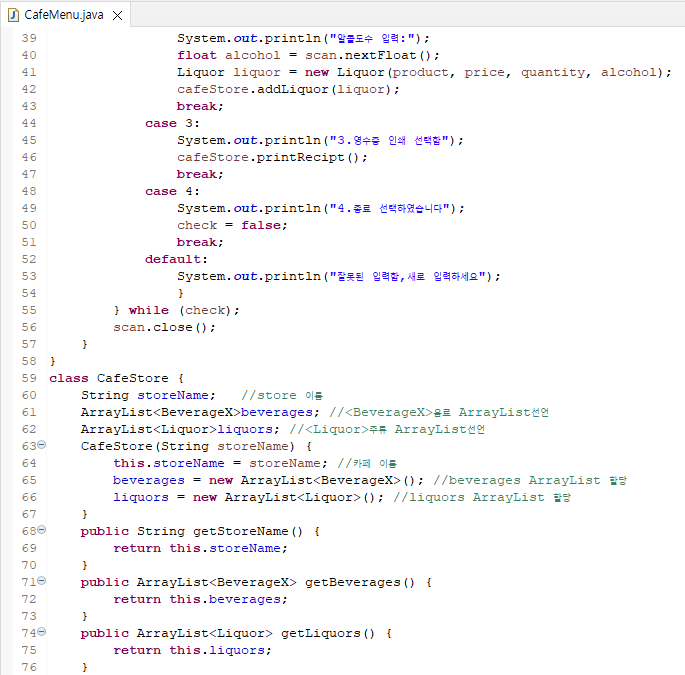 CafeMenu.java
39 System.out.println("알콜도수 입력:");
40 float alcohol = scan.nextFloat();
41 Liquor liquor = new Liquor(product, price, quantity, alcohol);
42 cafeStore.addLiquor(liquor);
43 break;
44 case 3:
45 System.out.println("3.영수증 인쇄 선택함");
46 cafeStore.printRecipt();
47 break;
48 case 4:
49 System.out.println("4.종료 선택하였습니다");
50 check = false;
51 break;
52 default:
53 System.out.println("잘못된 입력함,새로 입력하세요");
54 }
55 } while (check);
56 scan.close();
57 }
58 }
59 class CafeStore {
60 String storeName; //store 이름
61 ArrayList<BeverageX>beverages; //<BeverageX>음료 ArrayList선언
62 ArrayList<Liquor>liquors; //<Liquor>주류 ArrayList선언
63 CafeStore(String storeName) {
64 this.storeName = storeName; //카페 이름
65 beverages = new ArrayList<BeverageX>(); //beverages ArrayList 할당
66 liquors = new ArrayList<Liquor>(); //liquors ArrayList 할당
67 }
68 public String getStoreName() {
69 return this.storeName;
70 }
71 public ArrayList<BeverageX> getBeverages() {
72 return this.beverages;
73 }
74 public ArrayList<Liquor> getLiquors() {
75 return this.liquors;
76 }